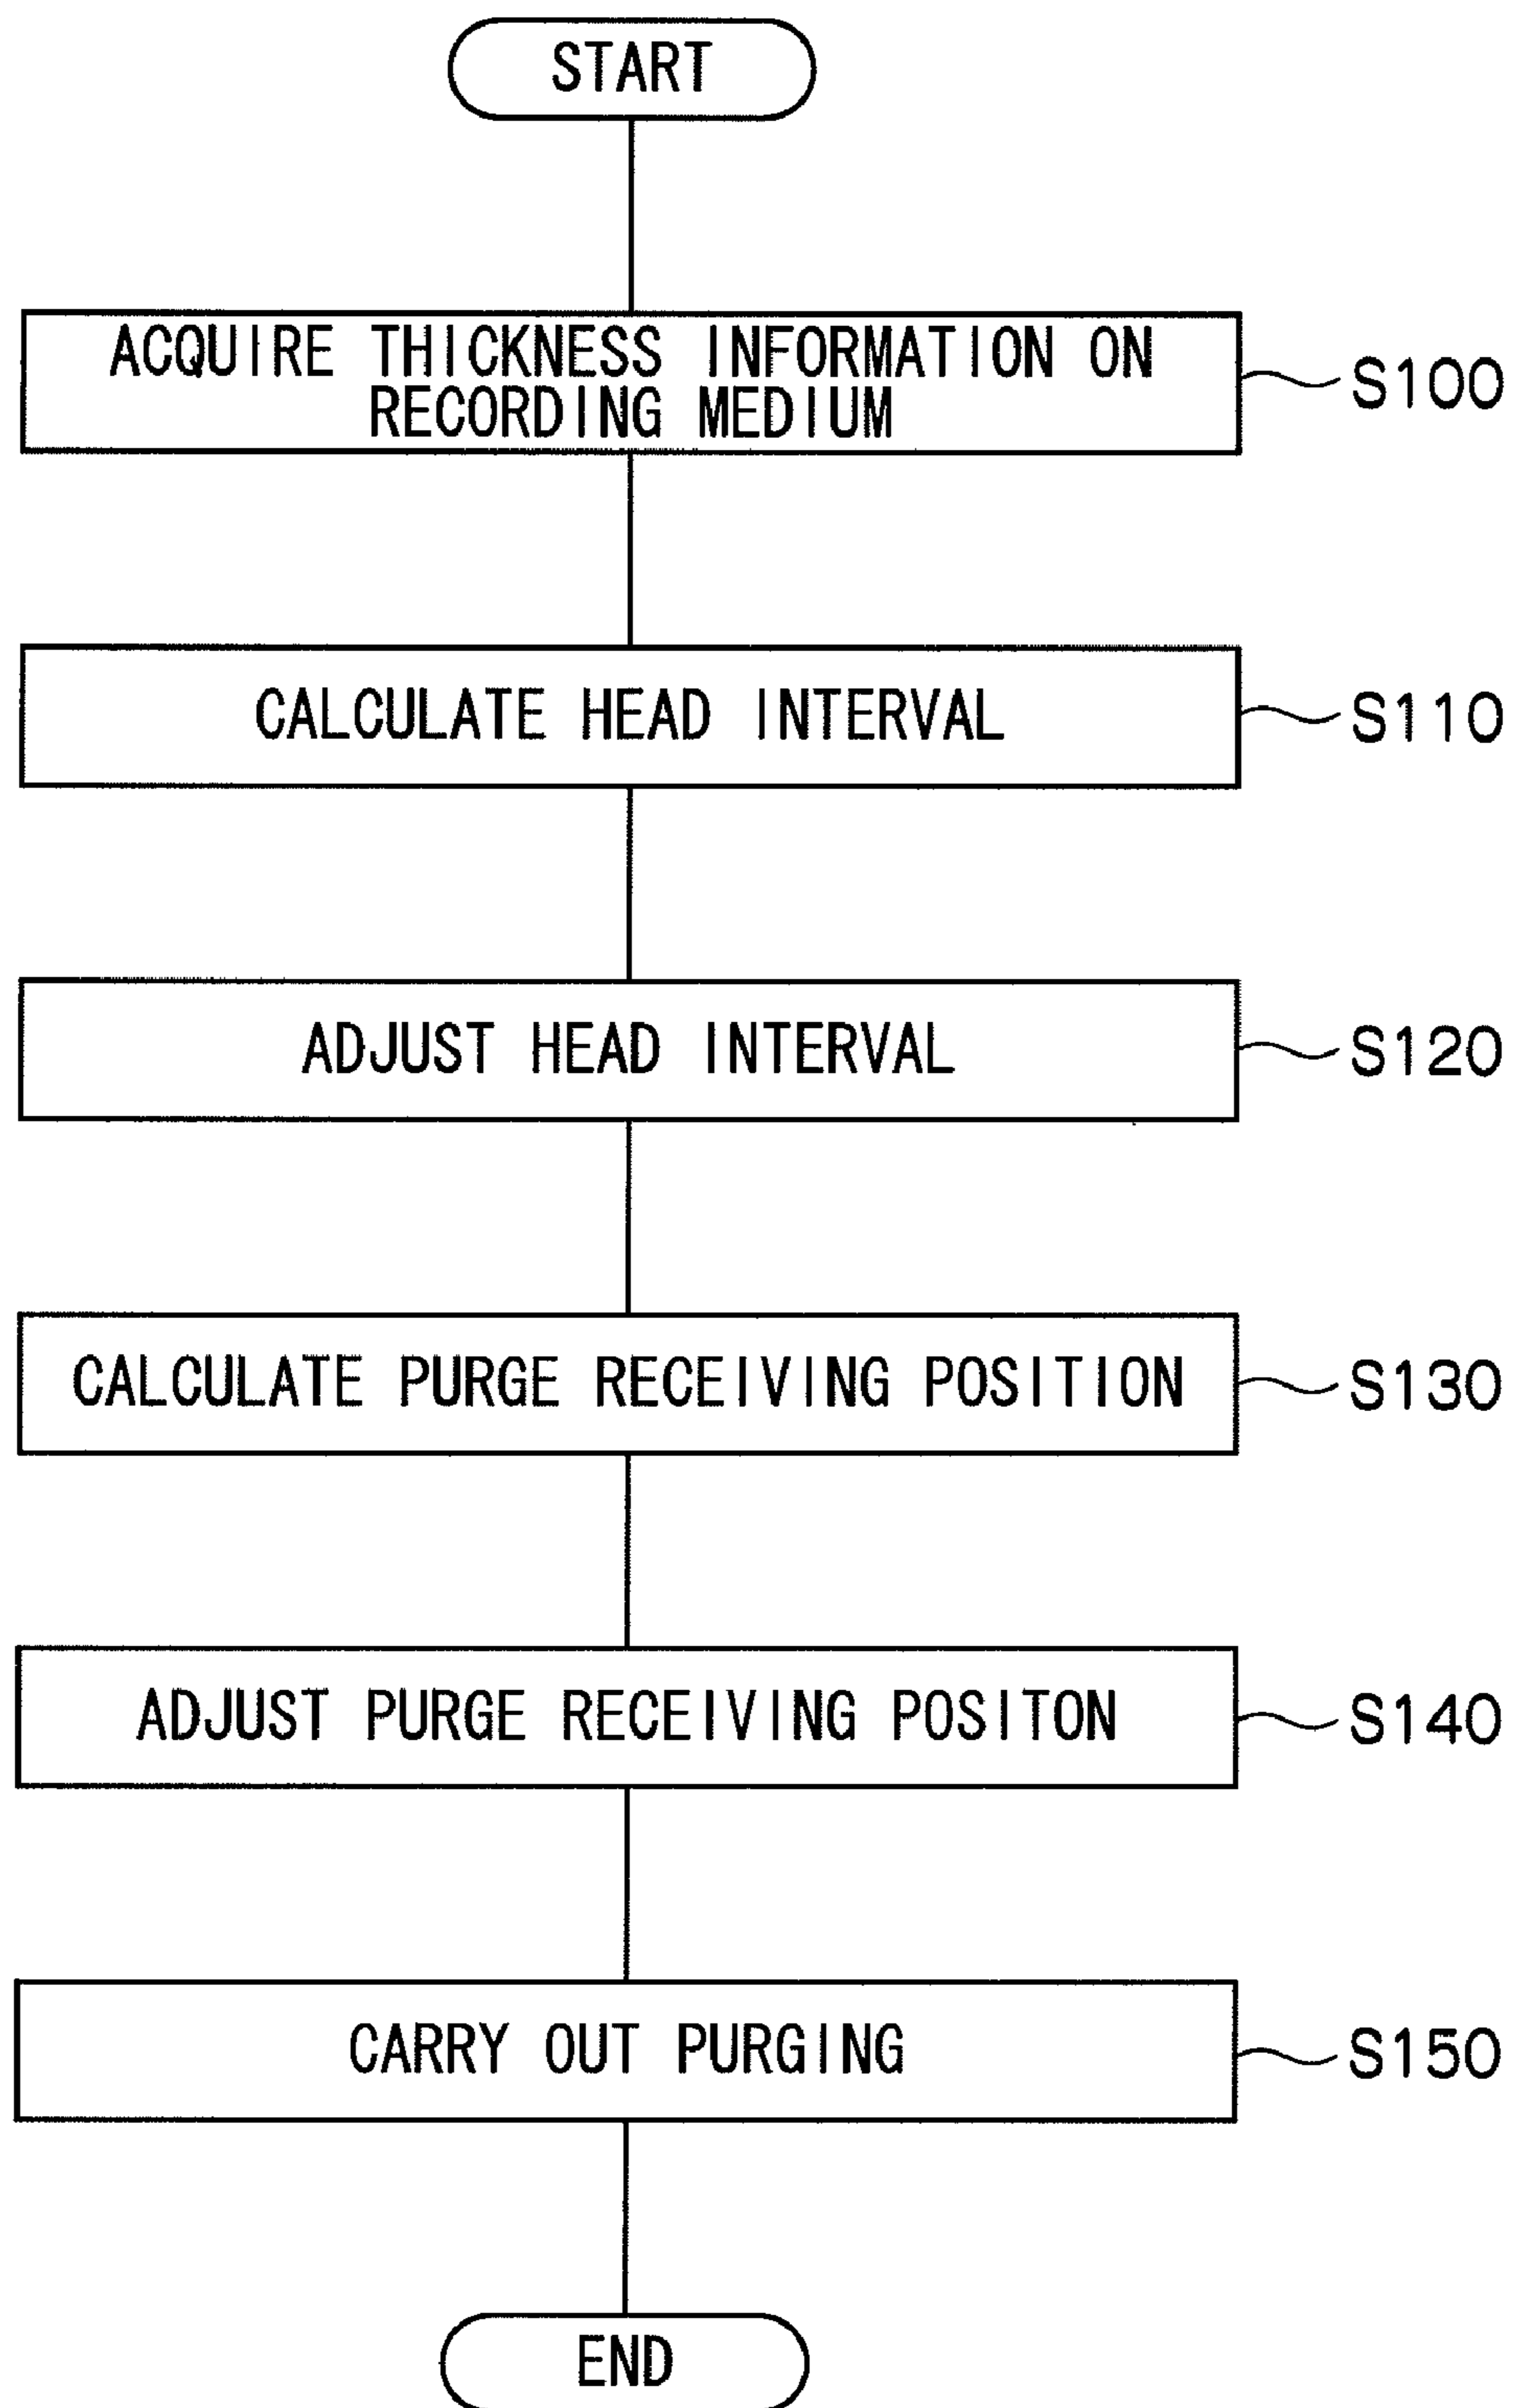 START
ACQUIRE THICKNESS INFORMATION ON
RECORDING MEDIUM
S100
CALCULATE HEAD INTERVAL
S110
ADJUST HEAD INTERVAL
S120
CALCULATE PURGE RECEIVING POSITION
S130
ADJUST PURGE RECEIVING POSITON
S140
CARRY OUT PURGING
S150
END